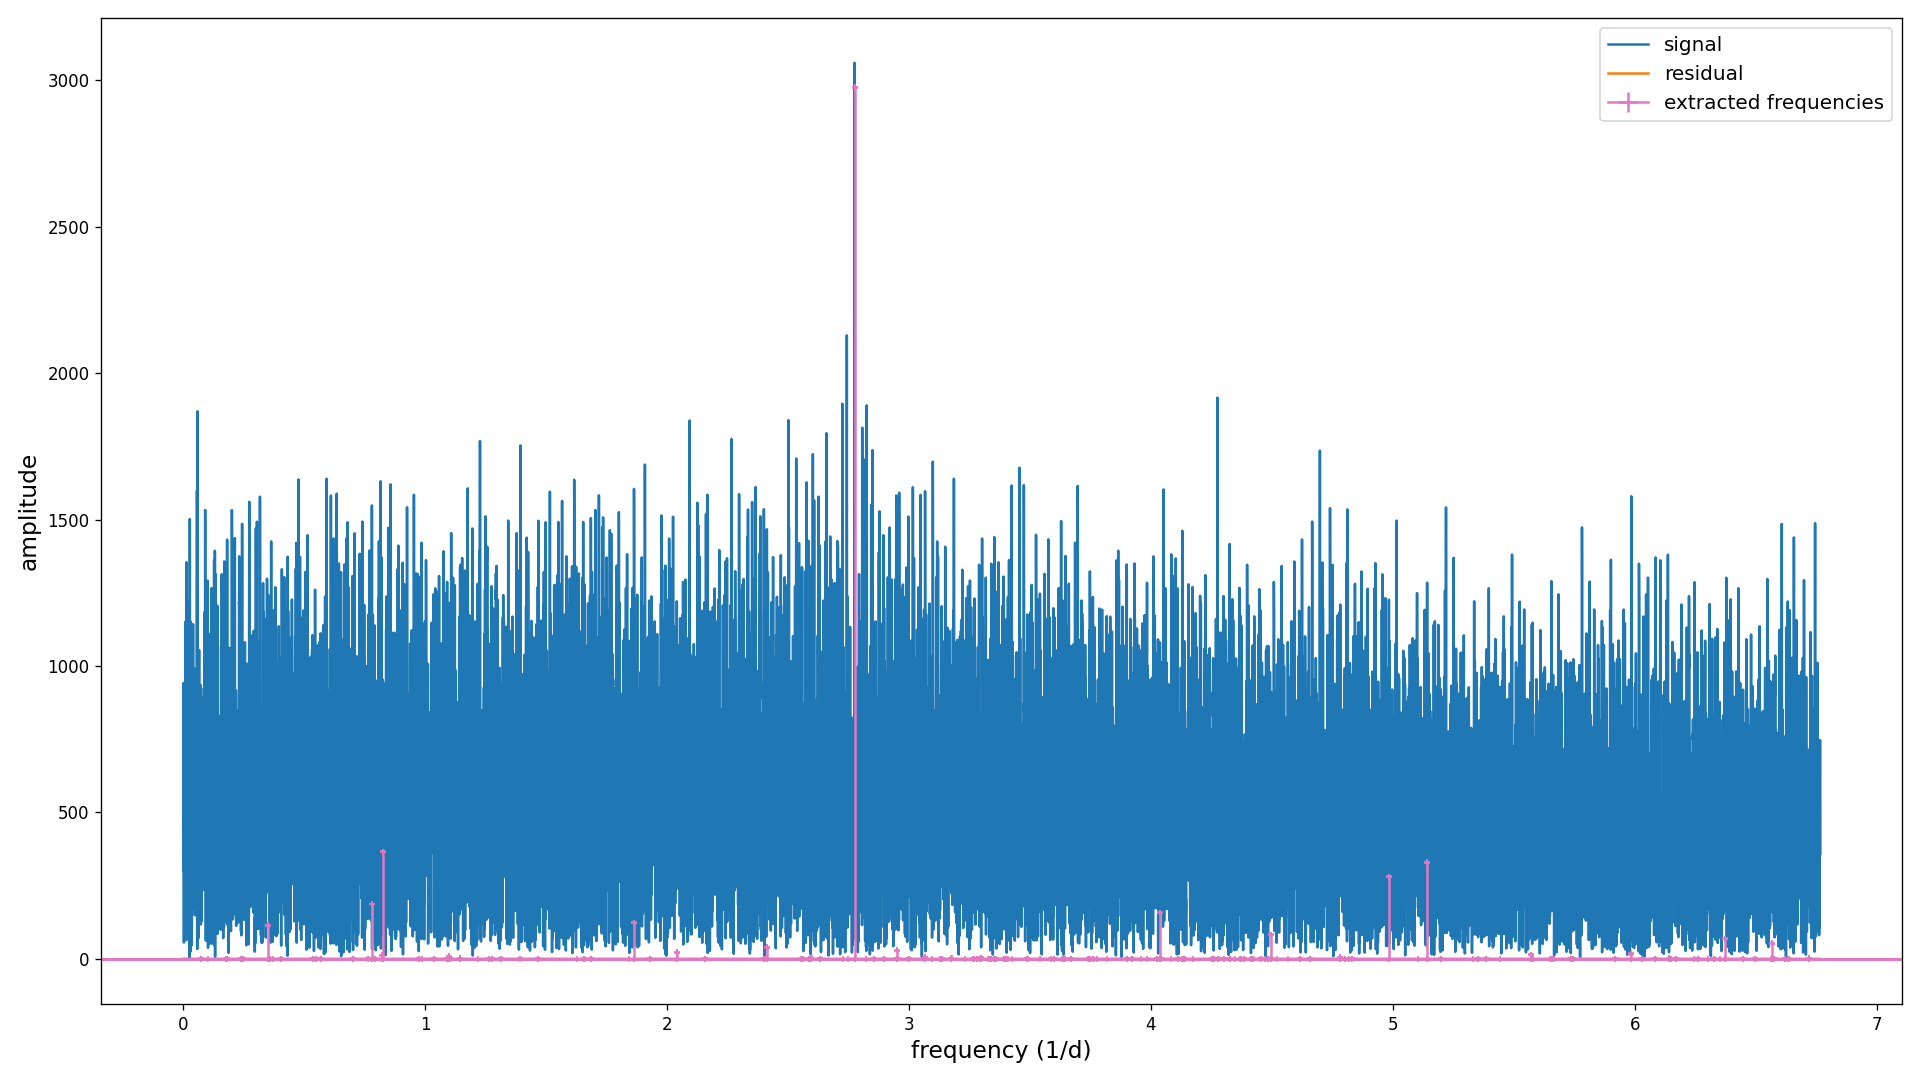 signal
residual
extracted frequencies
amplitude
3000
2500
2000
1500
1000
500
0
0 1 2 3 4 5 6 7
frequency (1/d)